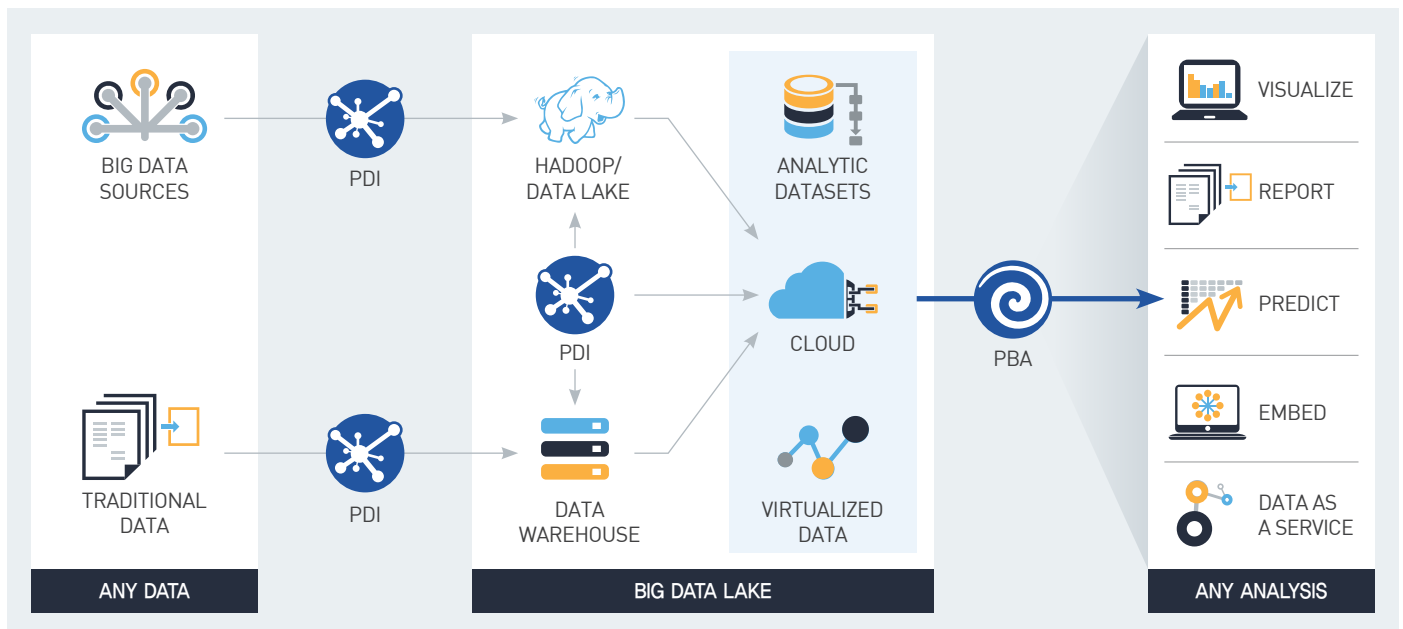 BIG DATA
SOURCES
TRADITIONAL
DATA
ANY DATA
PDI
PDI
HADOOP/
DATA LAKE
PDI
DATA
WAREHOUSE
ANALYTIC
DATASETS
CLOUD
VIRTUALIZED
DATA
BIG DATA LAKE
PBA
VISUALIZE
REPORT
PREDICT
EMBED
DATA AS
A SERVICE
ANY ANALYSIS